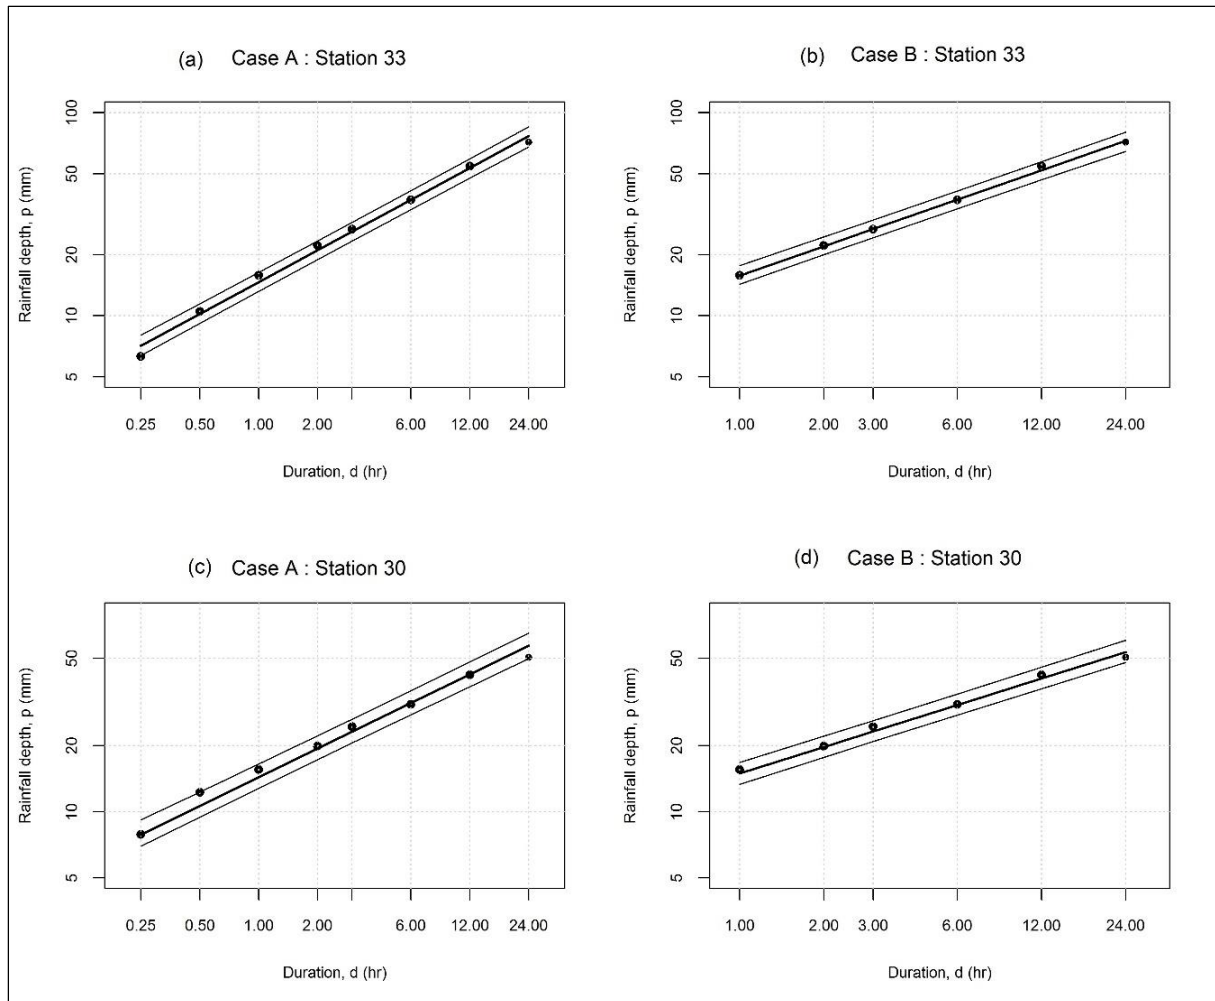 (a) Case A : Station 33
Rainfall depth, p (mm)
100
50
20
10
5
0.25 0.50 1.00 2.00 6.00 12.00 24.00
Duration, d (hr)
(b) Case B : Station 33
Rainfall depth, p (mm)
100
50
20
10
5
1.00 2.00 3.00 6.00 12.00 24.00
Duration, d (hr)
(c) Case A : Station 30
Rainfall depth, p (mm)
50
20
10
5
0.25 0.50 1.00 2.00 6.00 12.00 24.00
Duration, d (hr)
(d) Case B : Station 30
Rainfall depth, p (mm)
50
20
10
5
1.00 2.00 3.00 6.00 12.00 24.00
Duration, d (hr)